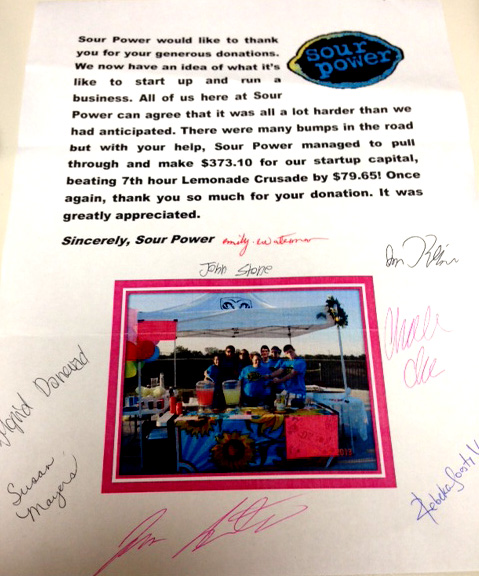 Sour Power would like to thank
you for your generous donations.
We now have an idea of what it's
like to start up and run a
business. All of us here at Sour
Power can agree that it was all a lot harder than we
had anticipated. There were many bumps in the road
but with your help, Sour Power managed to pull
through and make $373.10 for our startup capital,
beating 7th hour Lemonade Crusade by $79.65! Once
again, thank you so much for your donation. It was
greatly appreciated.
sour
power
Sincerely, Sour Power
John Stone
Susan
Mayers